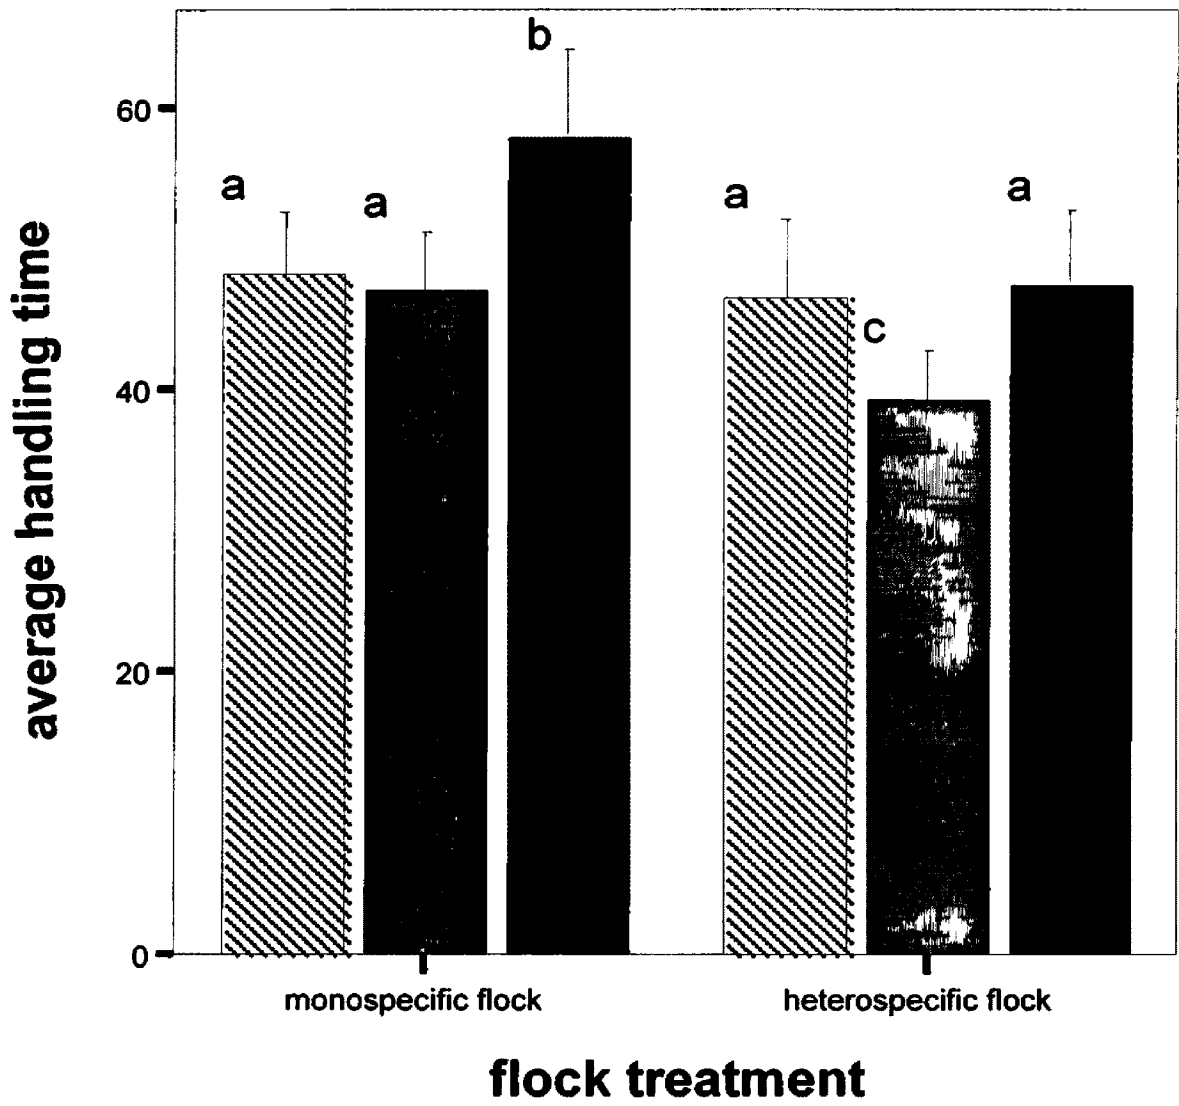 b
60
a
a
a
a
c
40
20
0
average handling time
monospecific flock
heterospecific flock
flock treatment